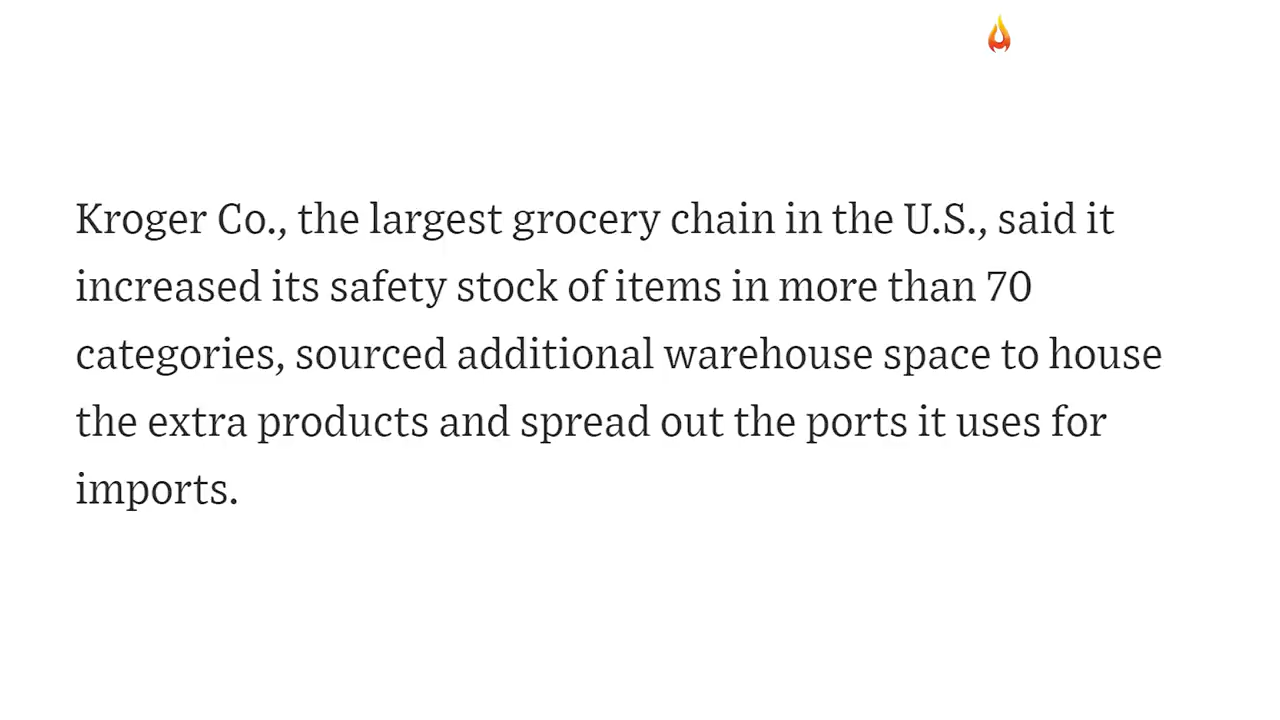 Kroger Co., the largest grocery chain in the U.S., said it
increased its safety stock of items in more than 70
categories, sourced additional warehouse space to house
the extra products and spread out the ports it uses for
imports.